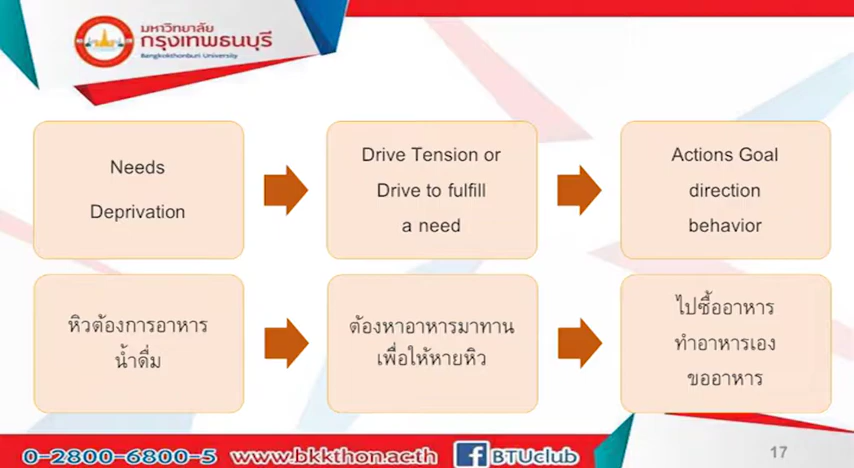 มหาวิทยาลัย
กรุงเทพธนบุรี
Bangkokthonburi University
Needs
Deprivation
Drive Tension or
Drive to fulfill
a need
Actions Goal
direction
behavior
หิวต้องการอาหาร
น้ำดื่ม
ต้องหาอาหารมาทาน
เพื่อให้หายหิว
ไปซื้ออาหาร
ทำอาหารเอง
ขออาหาร
0-2800-6800-5 www.bkkthon.ac.th f BTUclub
17